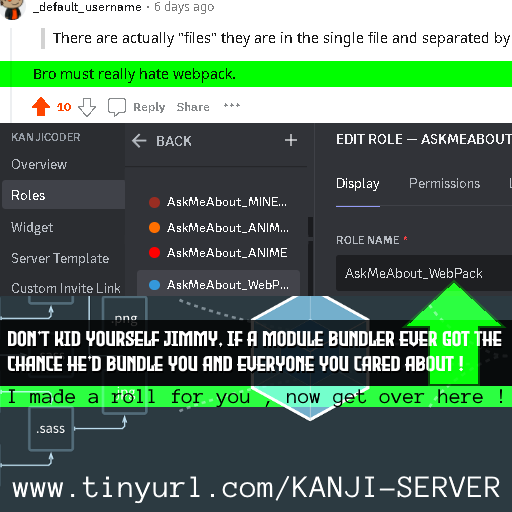 _default_username · 6 days ago
There are actually "files" they are in the single file and separated by
Bro must really hate webpack.
10 Reply Share ...
KANJICODER
Overview
Roles
Widget
Server Template
Custom Invite Link
BACK +
AskMeAbout_MINE...
AskMeAbout_ANIM...
AskMeAbout_ANIME
AskMeAbout_WebP...
EDIT ROLE — ASKMEABOUT
Display Permissions
ROLE NAME *
AskMeAbout_WebPack
.png
DON'T KID YOURSELF JIMMY, IF A MODULE BUNDLER EVER GOT THE
CHANCE HE'D BUNDLE YOU AND EVERYONE YOU CARED ABOUT !
I made a roll for you , now get over here !
.sass
www.tinyurl.com/KANJI-SERVER